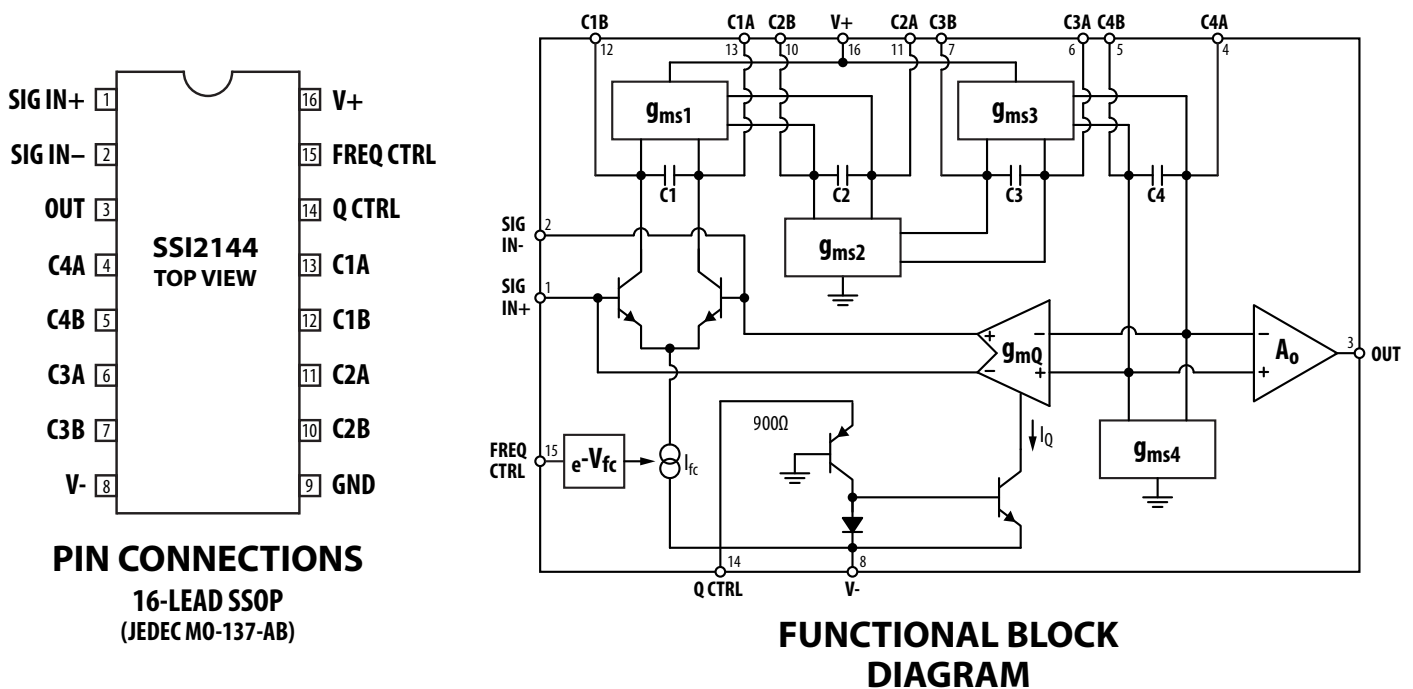 SIG IN+ 1
SIG IN– 2
OUT 3
C4A 4
C4B 5
C3A 6
C3B 7
V- 8
SSI2144
TOP VIEW
16 V+
15 FREQ CTRL
14 Q CTRL
13 C1A
12 C1B
11 C2A
10 C2B
9 GND
PIN CONNECTIONS
16-LEAD SSOP
(JEDEC MO-137-AB)
C1B C1A C2B V+ C2A C3B C3A C4B C4A
12 13 10 16 11 7 6 5 4
gms1 gms3
C1 C2 C3 C4
SIG
IN-
2
gms2
SIG
IN+
1
+ gmQ −
− +
− Ao
+
3 OUT
900Ω
IQ
gms4
FREQ
CTRL
15
e-Vfc
Ifc
14 8
Q CTRL V-
FUNCTIONAL BLOCK
DIAGRAM